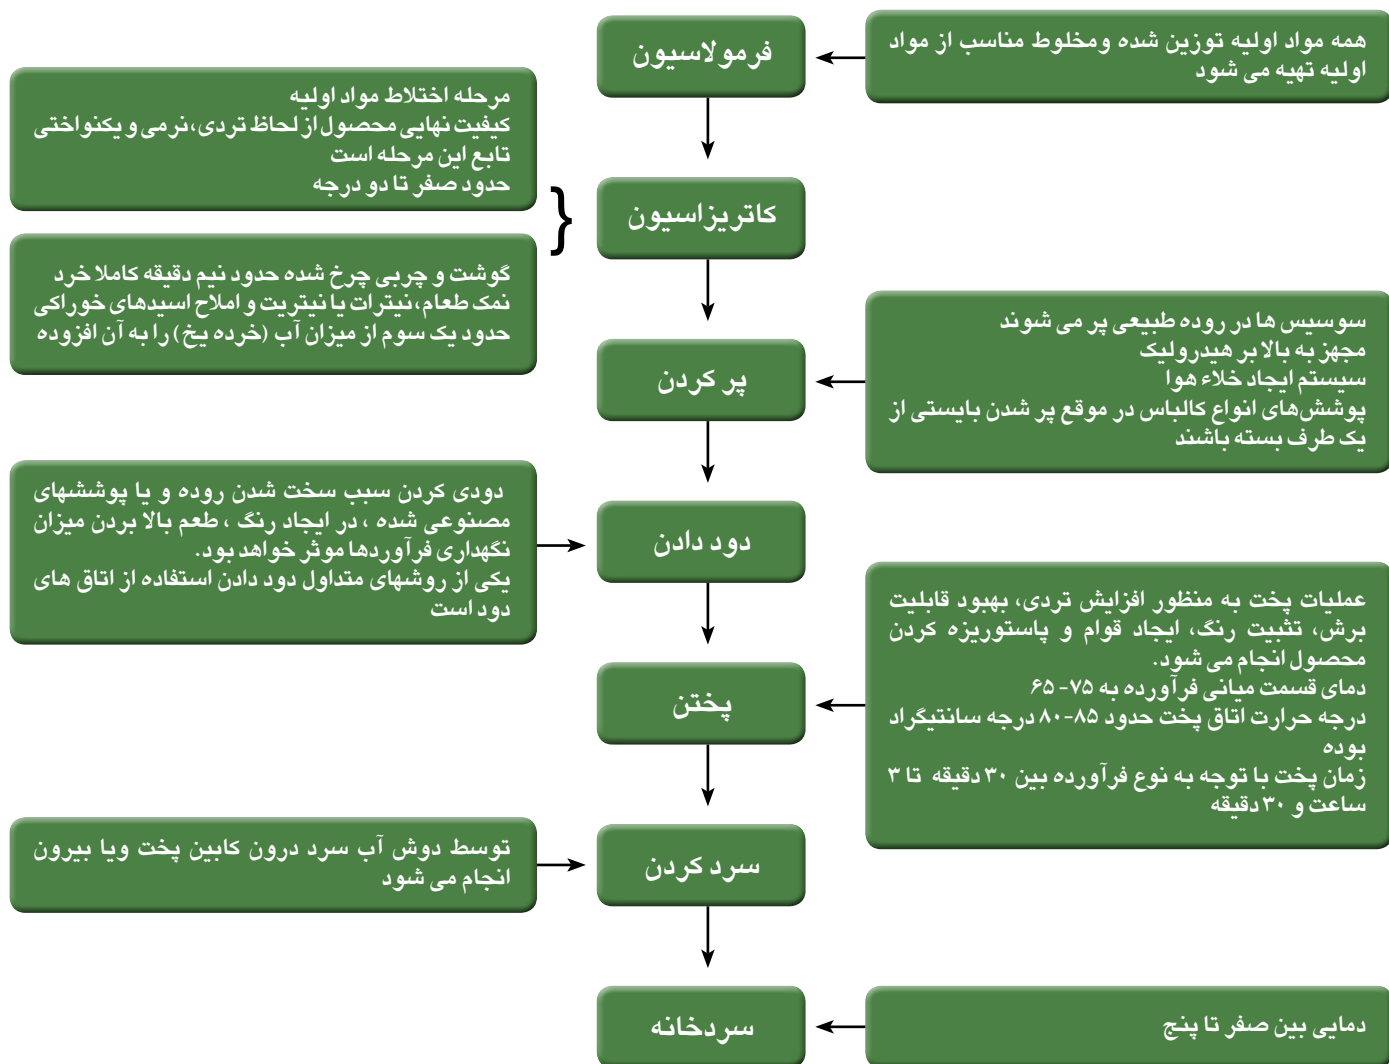 فرمولاسیون
همه مواد اولیه توزین شده ومخلوط مناسب از مواد
اولیه تهیه می شود
مرحله اختلاط مواد اولیه
کیفیت نهایی محصول از لحاظ تردی، نرمی و یکنواختی
تابع این مرحله است
حدود صفر تا دو درجه
کاتریزاسیون
}
گوشت و چربی چرخ شده حدود نیم دقیقه کاملا خرد
نمک طعام، نیترات یا نیتریت و املاح اسیدهای خوراکی
حدود یک سوم از میزان آب (خرده یخ) را به آن افزوده
پر کردن
سوسیس ها در روده طبیعی پر می شوند
مجهز به بالا بر هیدرولیک
سیستم ایجاد خلاء هوا
پوشش‌های انواع کالباس در موقع پر شدن بایستی از
یک طرف بسته باشند
دود دادن
دودی کردن سبب سخت شدن روده و یا پوششهای
مصنوعی شده ، در ایجاد رنگ ، طعم بالا بردن میزان
نگهداری فرآوردها موثر خواهد بود.
یکی از روشهای متداول دود دادن استفاده از اتاق های
دود است
پختن
عملیات پخت به منظور افزایش تردی، بهبود قابلیت
برش، تثبیت رنگ، ایجاد قوام و پاستوریزه کردن
محصول انجام می شود.
دمای قسمت میانی فرآورده به ۷۵- ۶۵
درجه حرارت اتاق پخت حدود ۸۵-۸۰ درجه سانتیگراد
بوده
زمان پخت با توجه به نوع فرآورده بین ۳۰ دقیقه تا ۳
ساعت و ۳۰ دقیقه
سرد کردن
توسط دوش آب سرد درون کابین پخت ویا بیرون
انجام می شود
سردخانه
دمایی بین صفر تا پنج